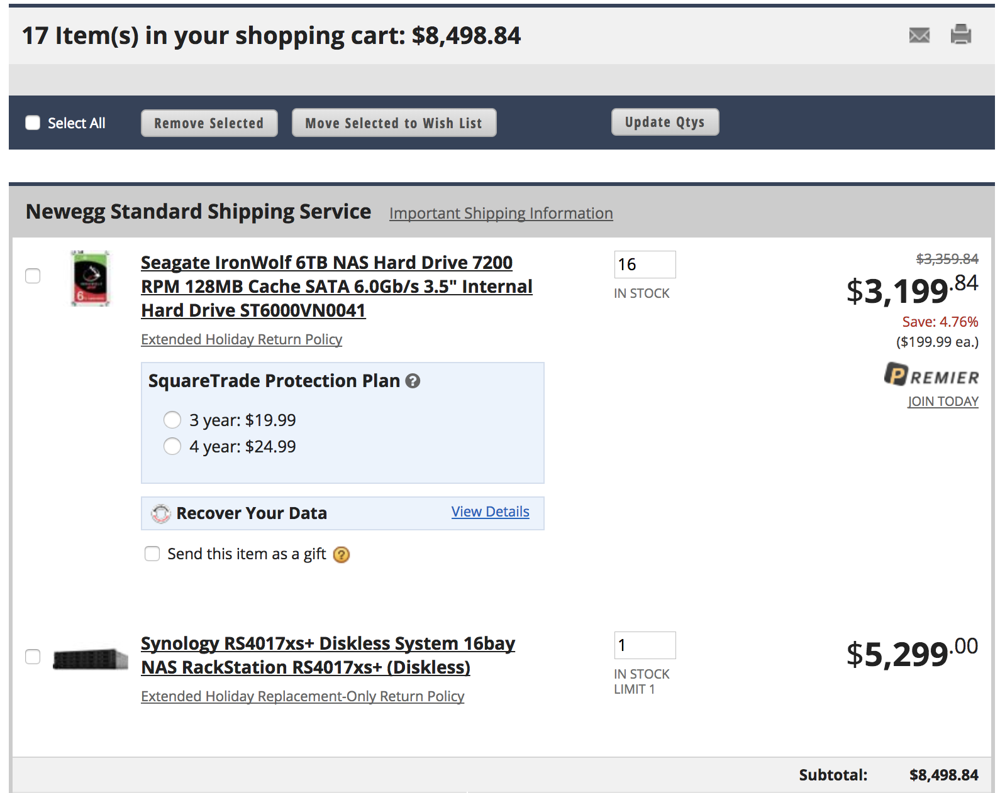 17 Item(s) in your shopping cart: $8,498.84
Select All
Remove Selected
Move Selected to Wish List
Update Qtys
Newegg Standard Shipping Service
Important Shipping Information
Seagate IronWolf 6TB NAS Hard Drive 7200
RPM 128MB Cache SATA 6.0Gb/s 3.5" Internal
Hard Drive ST6000VN0041
Extended Holiday Return Policy
16
IN STOCK
$3,359.84
$3,199.84
Save: 4.76%
($199.99 ea.)
PREMIER
JOIN TODAY
SquareTrade Protection Plan ?
3 year: $19.99
4 year: $24.99
Recover Your Data
View Details
Send this item as a gift ?
Synology RS4017xs+ Diskless System 16bay
NAS RackStation RS4017xs+ (Diskless)
Extended Holiday Replacement-Only Return Policy
1
IN STOCK
LIMIT 1
$5,299.00
Subtotal: $8,498.84